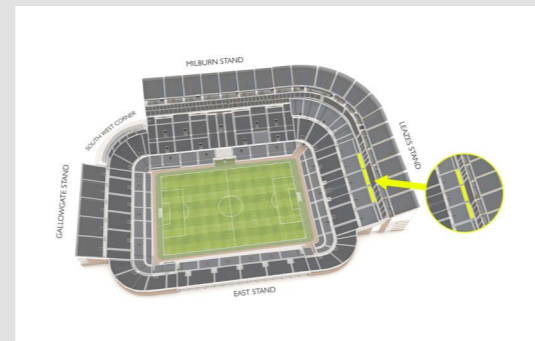 MILBURN STAND
SOUTH WEST CORNER
LEAZES STAND
GALLOWGATE STAND
EAST STAND